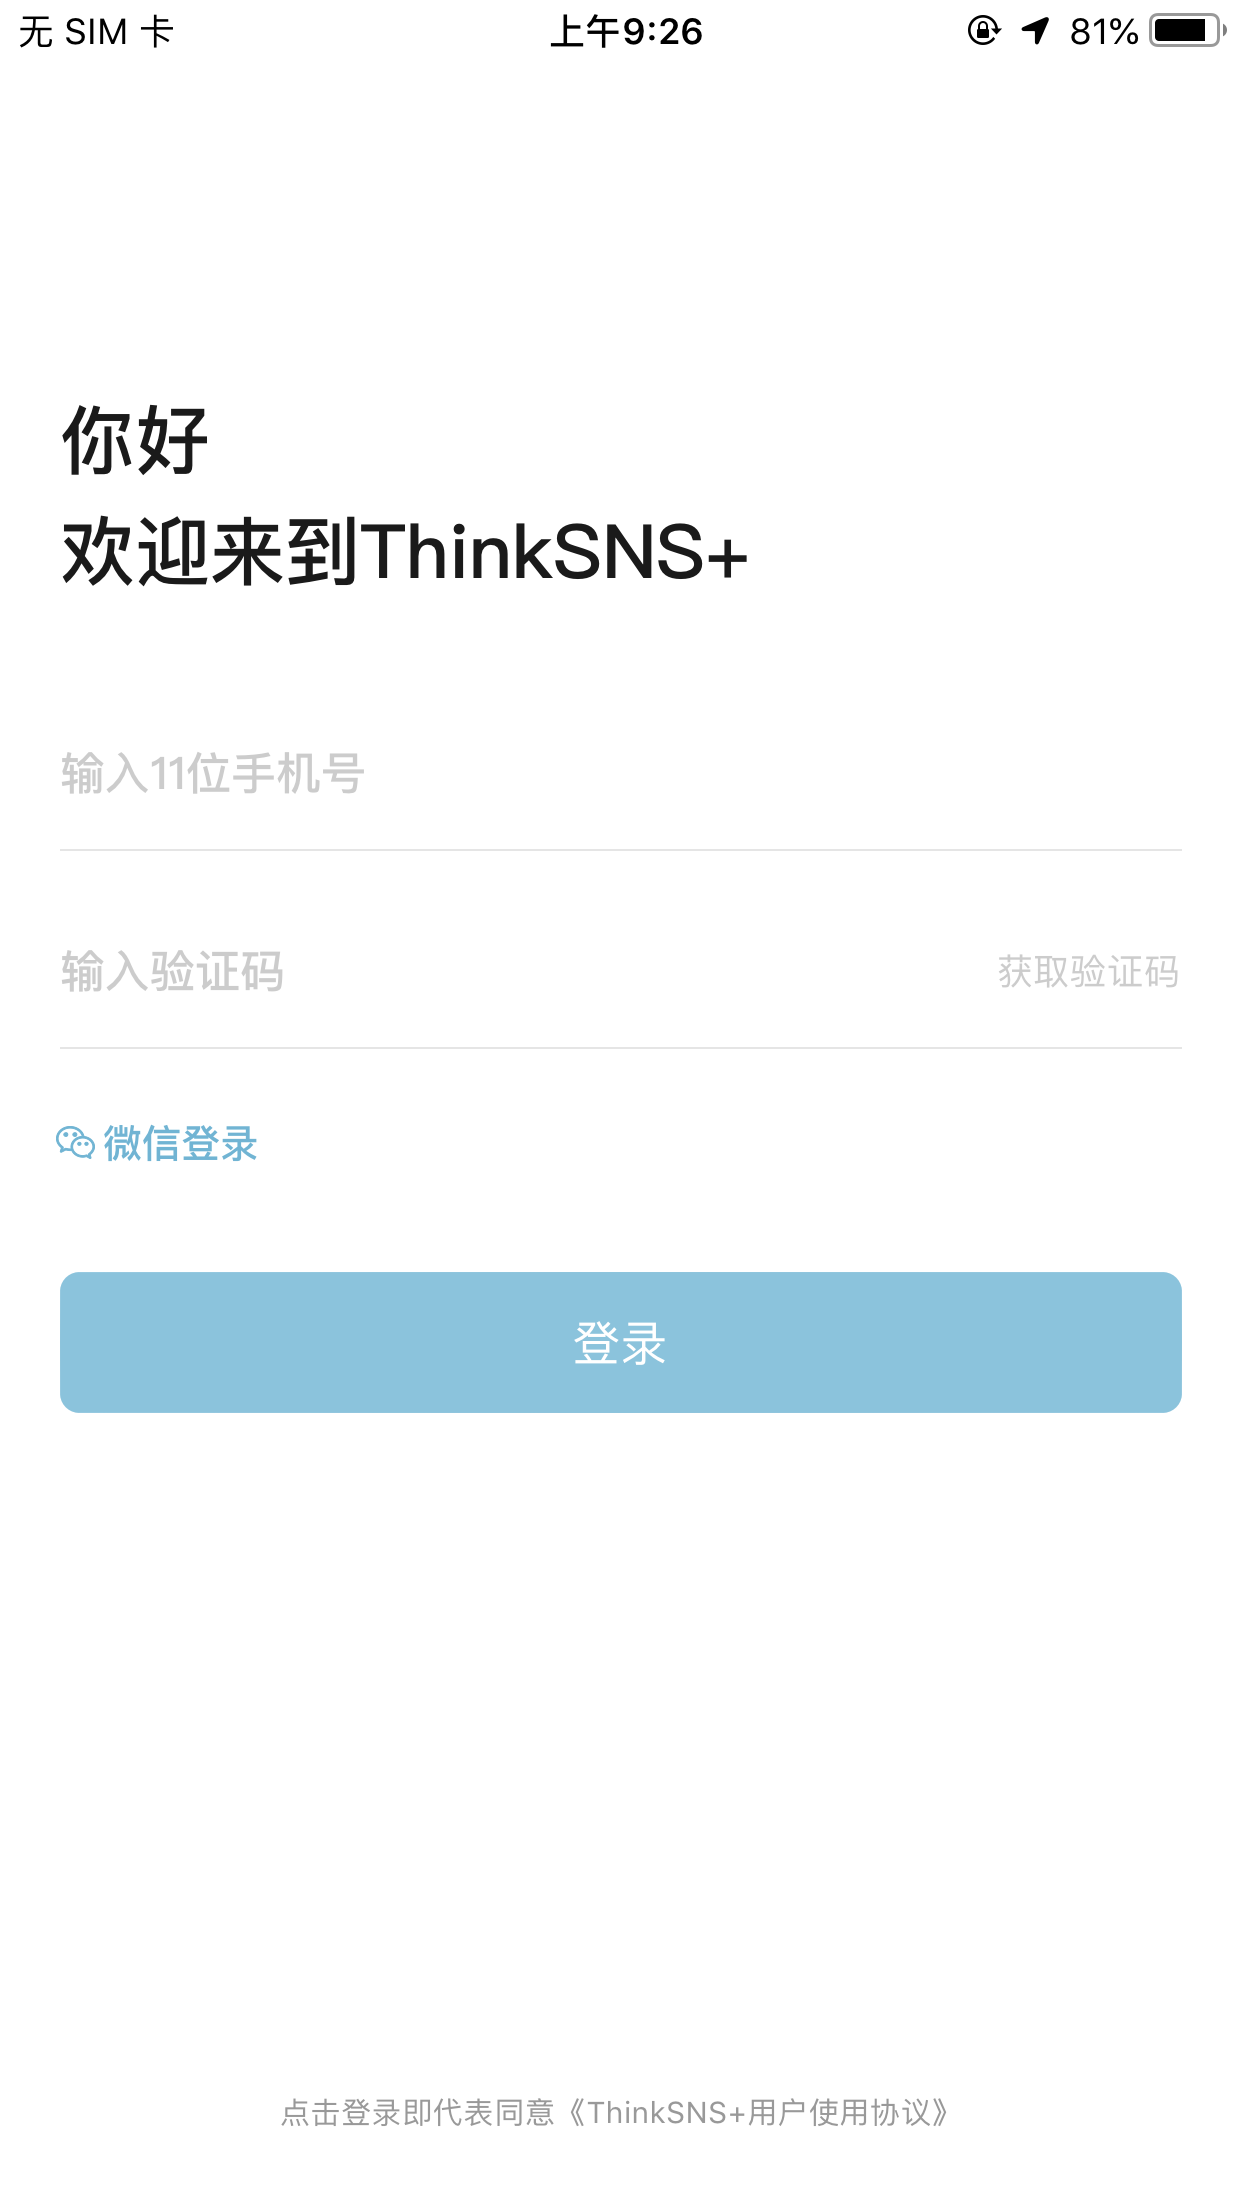 无 SIM 卡
上午9:26
81%
你好
欢迎来到ThinkSNS+
输入11位手机号
输入验证码
获取验证码
微信登录
登录
点击登录即代表同意《ThinkSNS+用户使用协议》